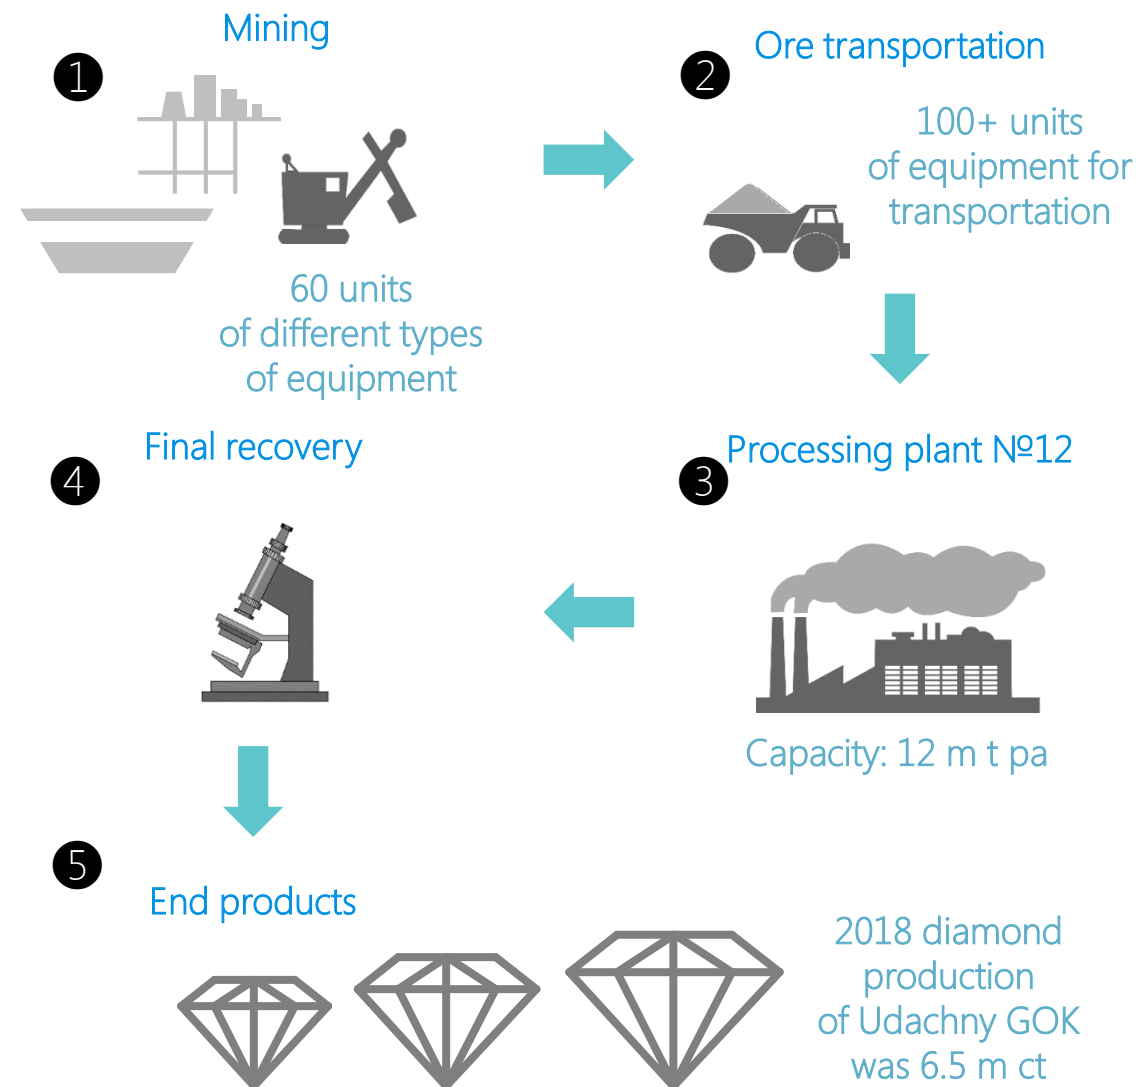 1
Mining
60 units
of different types
of equipment
2
Ore transportation
100+ units
of equipment for
transportation
3
Processing plant №12
Capacity: 12 m t pa
4
Final recovery
5
End products
2018 diamond
production
of Udachny GOK
was 6.5 m ct